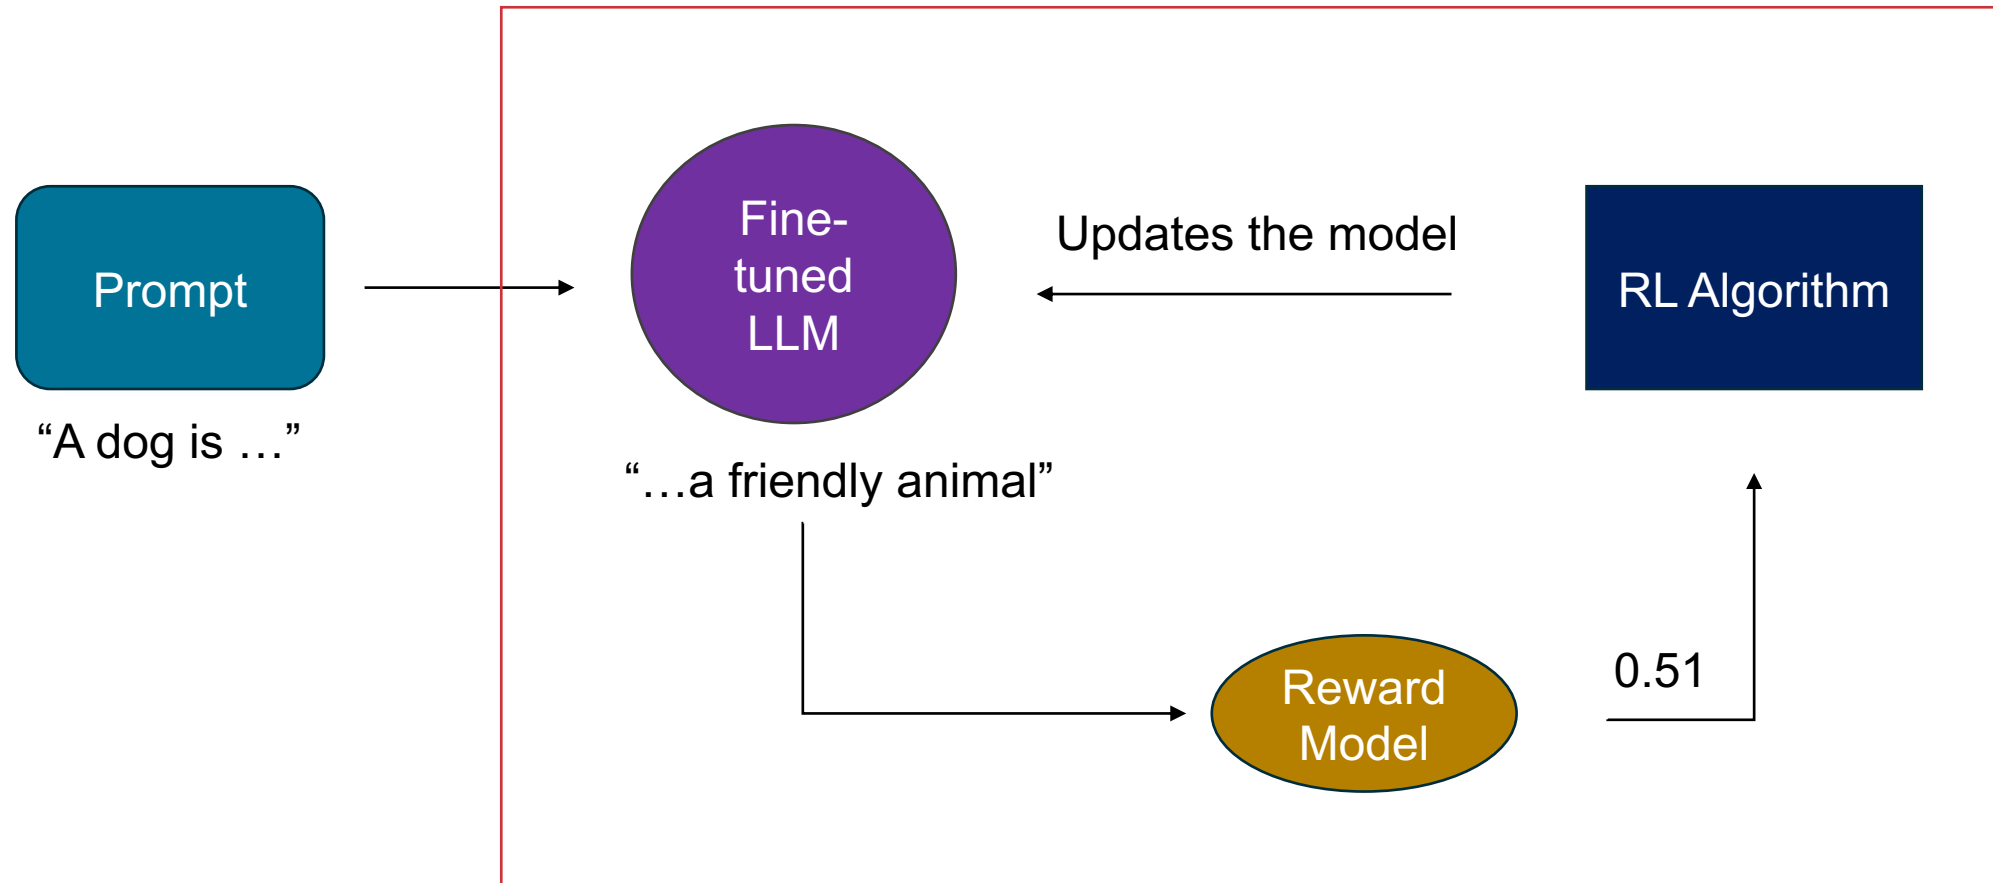 Prompt
“A dog is …”
Fine-
tuned
LLM
“…a friendly animal”
Updates the model
RL Algorithm
Reward
Model
0.51